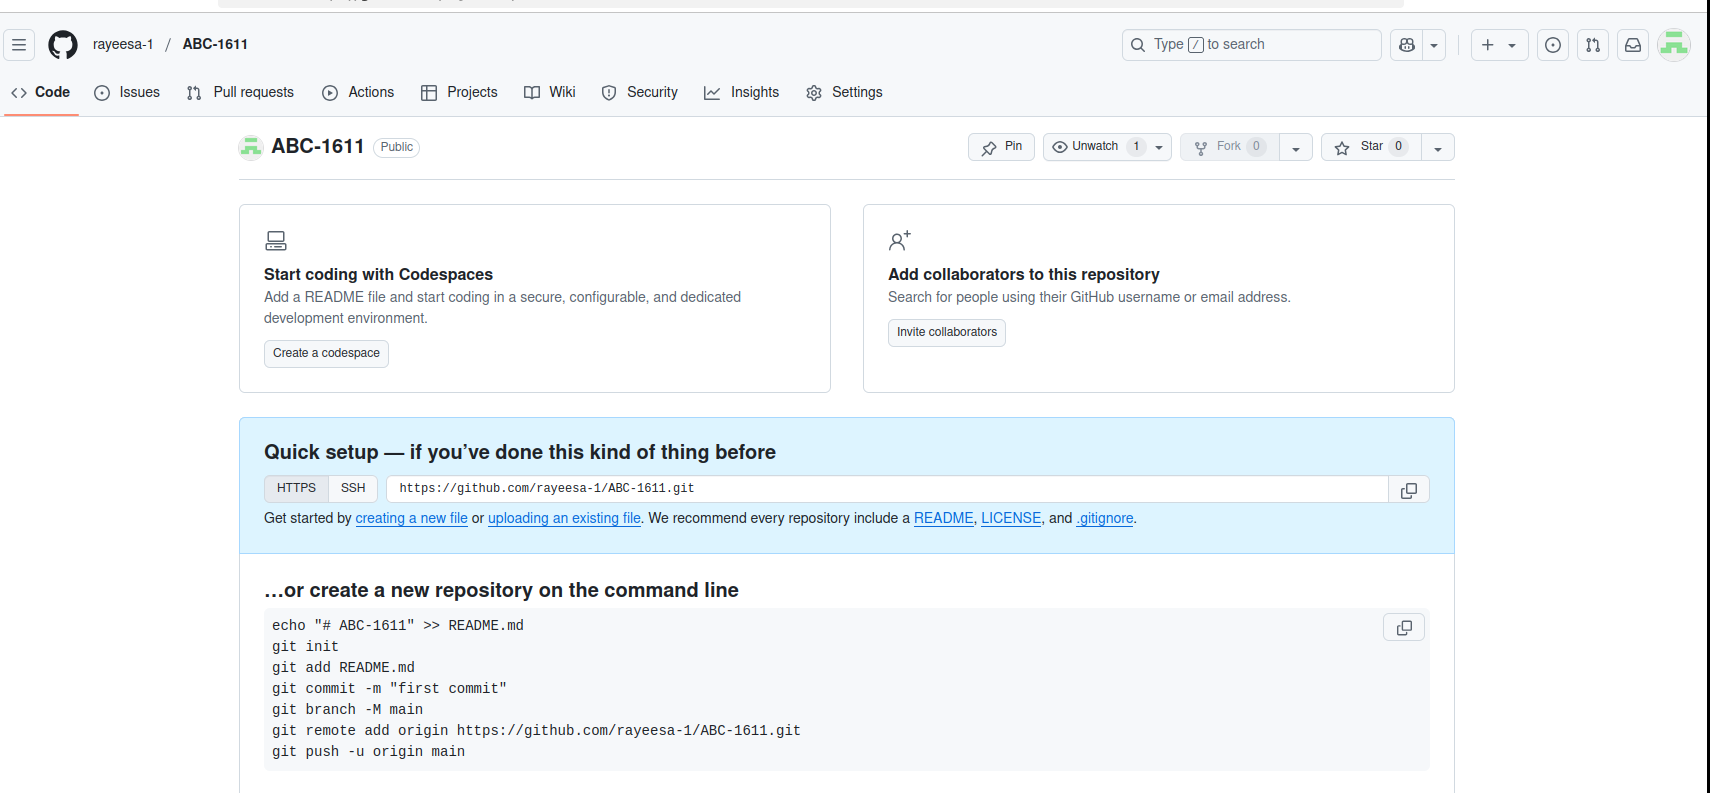 rayeesa-1 / ABC-1611
Type / to search
Code Issues Pull requests Actions Projects Wiki Security Insights Settings
ABC-1611 Public
Pin Unwatch 1 Fork 0 Star 0
Start coding with Codespaces
Add a README file and start coding in a secure, configurable, and dedicated
development environment.
Create a codespace
Add collaborators to this repository
Search for people using their GitHub username or email address.
Invite collaborators
Quick setup — if you’ve done this kind of thing before
HTTPS SSH https://github.com/rayeesa-1/ABC-1611.git
Get started by creating a new file or uploading an existing file. We recommend every repository include a README, LICENSE, and .gitignore.
…or create a new repository on the command line
echo "# ABC-1611" >> README.md
git init
git add README.md
git commit -m "first commit"
git branch -M main
git remote add origin https://github.com/rayeesa-1/ABC-1611.git
git push -u origin main